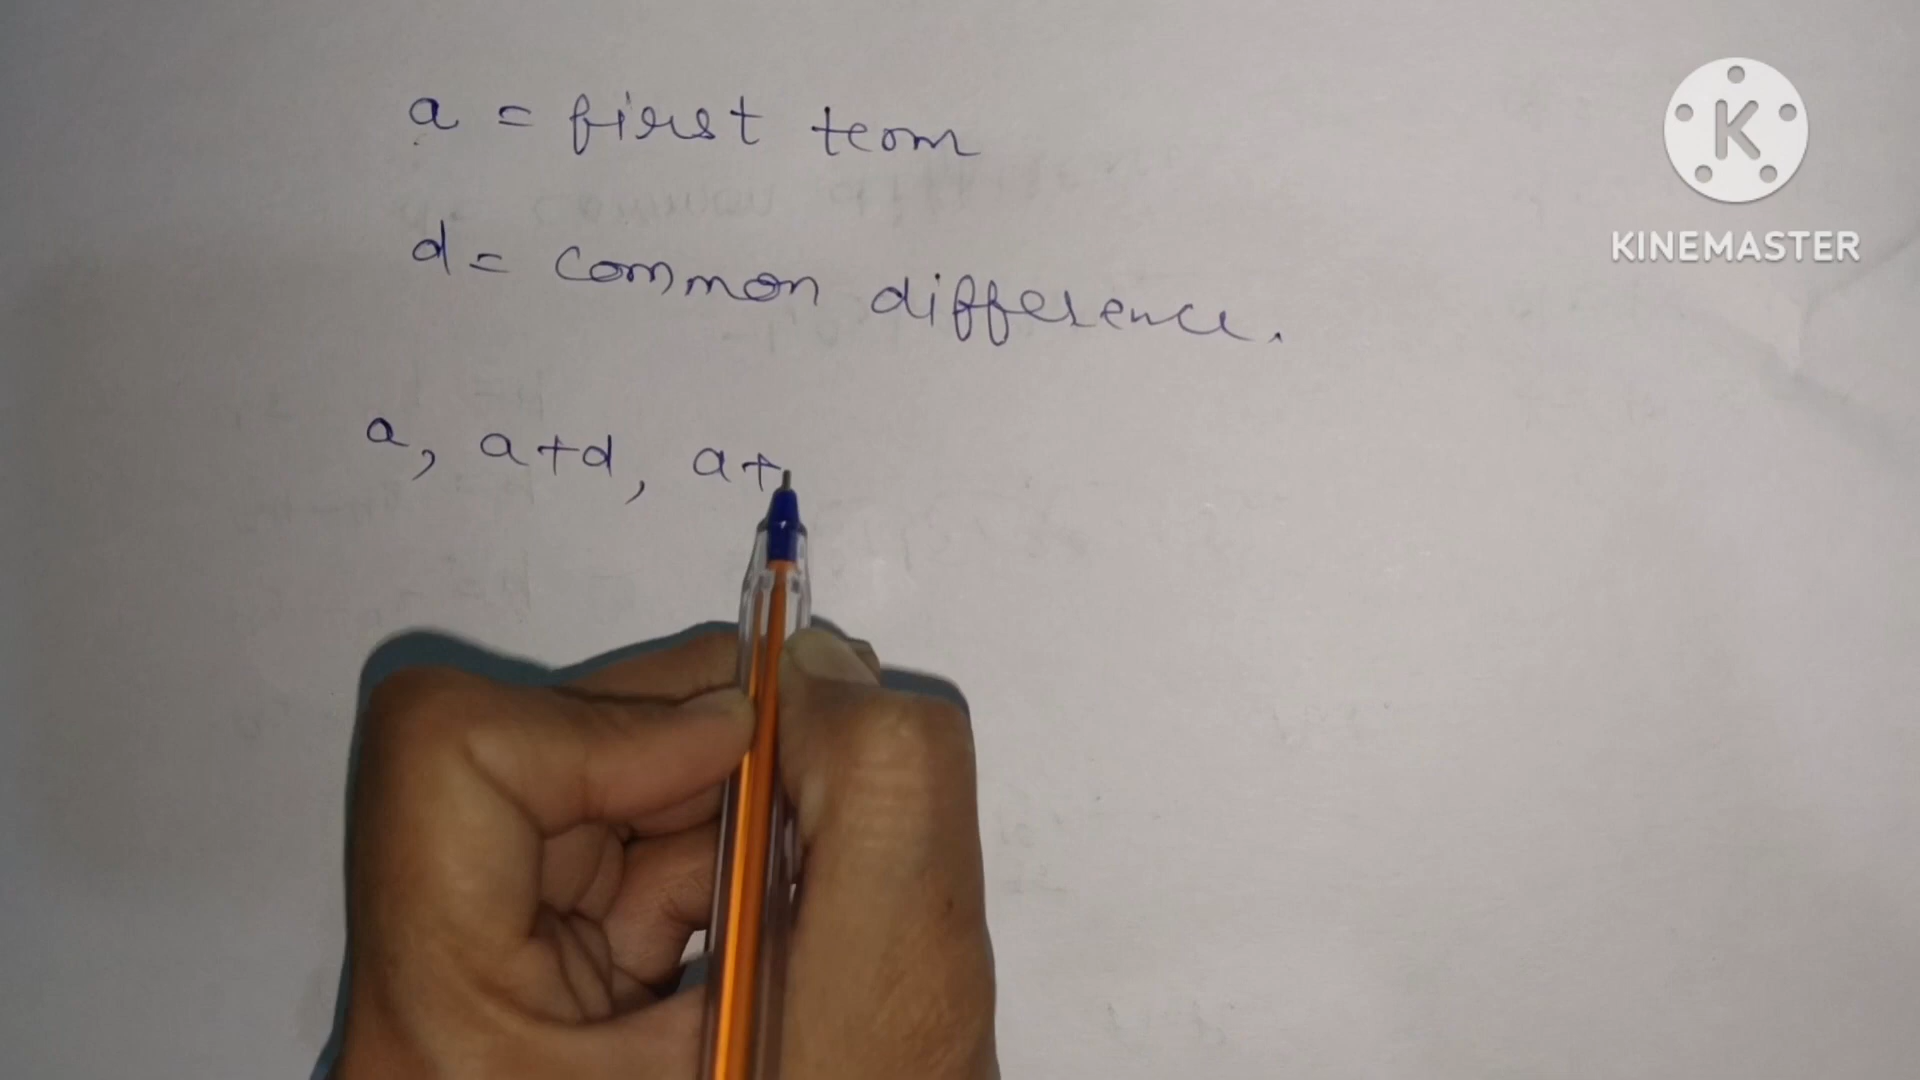 a = first term
d = common difference.
a, a+d, a+
K
KINEMASTER